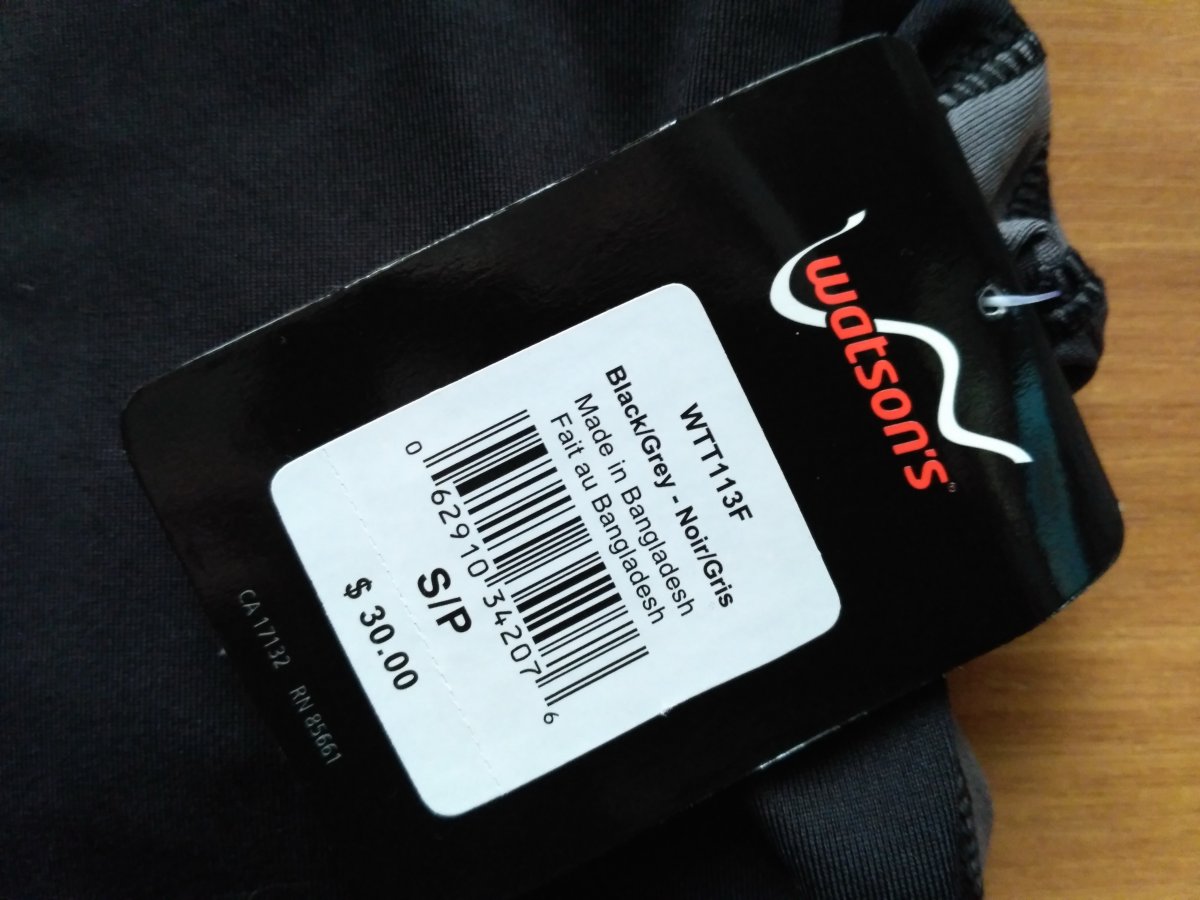 watson's®
WTT113F
Black/Grey - Noir/Gris
Made in Bangladesh
Fait au Bangladesh
0 62910 34207 6
S/P
$ 30.00
CA 17132 RN 85661